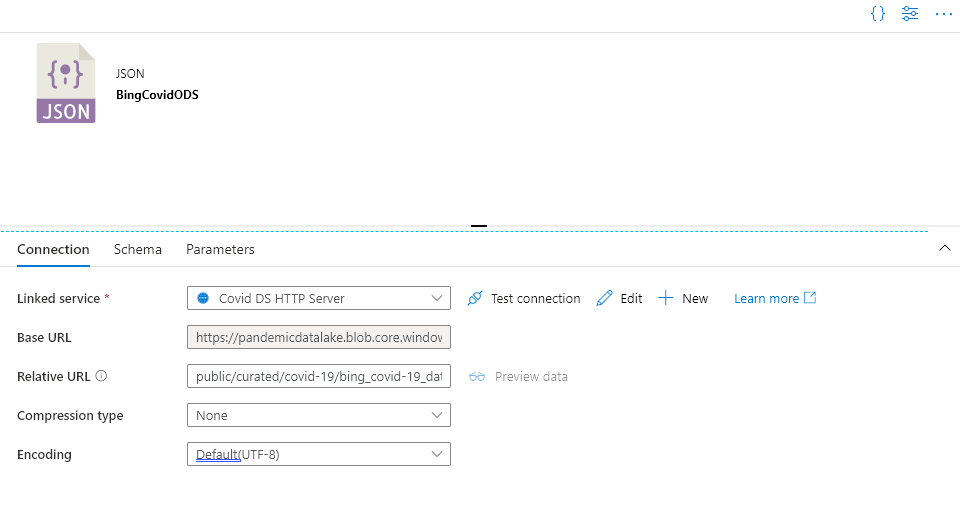 JSON
JSON
BingCovidODS
Connection Schema Parameters
Linked service * Covid DS HTTP Server Test connection Edit New Learn more
Base URL https://pandemicdatalake.blob.core.window
Relative URL public/curated/covid-19/bing_covid-19_dat Preview data
Compression type None
Encoding Default(UTF-8)